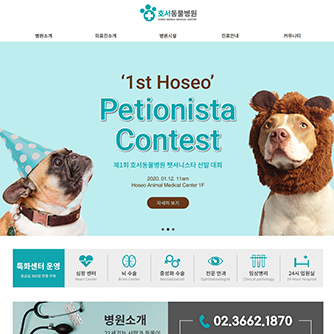 호서동물병원
HOSEO ANIMAL MEDICAL CENTER
병원소개 의료진소개 병원시설 진료안내 커뮤니티
‘1st Hoseo’
Petionista
Contest
제1회 호서동물병원 펫셔니스타 선발 대회
2020. 01.12. 11am
Hoseo Animal Medical Center 1F
자세히 보기
특화센터 운영
심장 센터 뇌 수술 중성화 수술 전문 안과 임상병리 24시 입원실
Heart Center Brain Center Neutralization Ophthalmologists Clinical pathology 24 Hour Hospital
병원소개
02.3662.1870